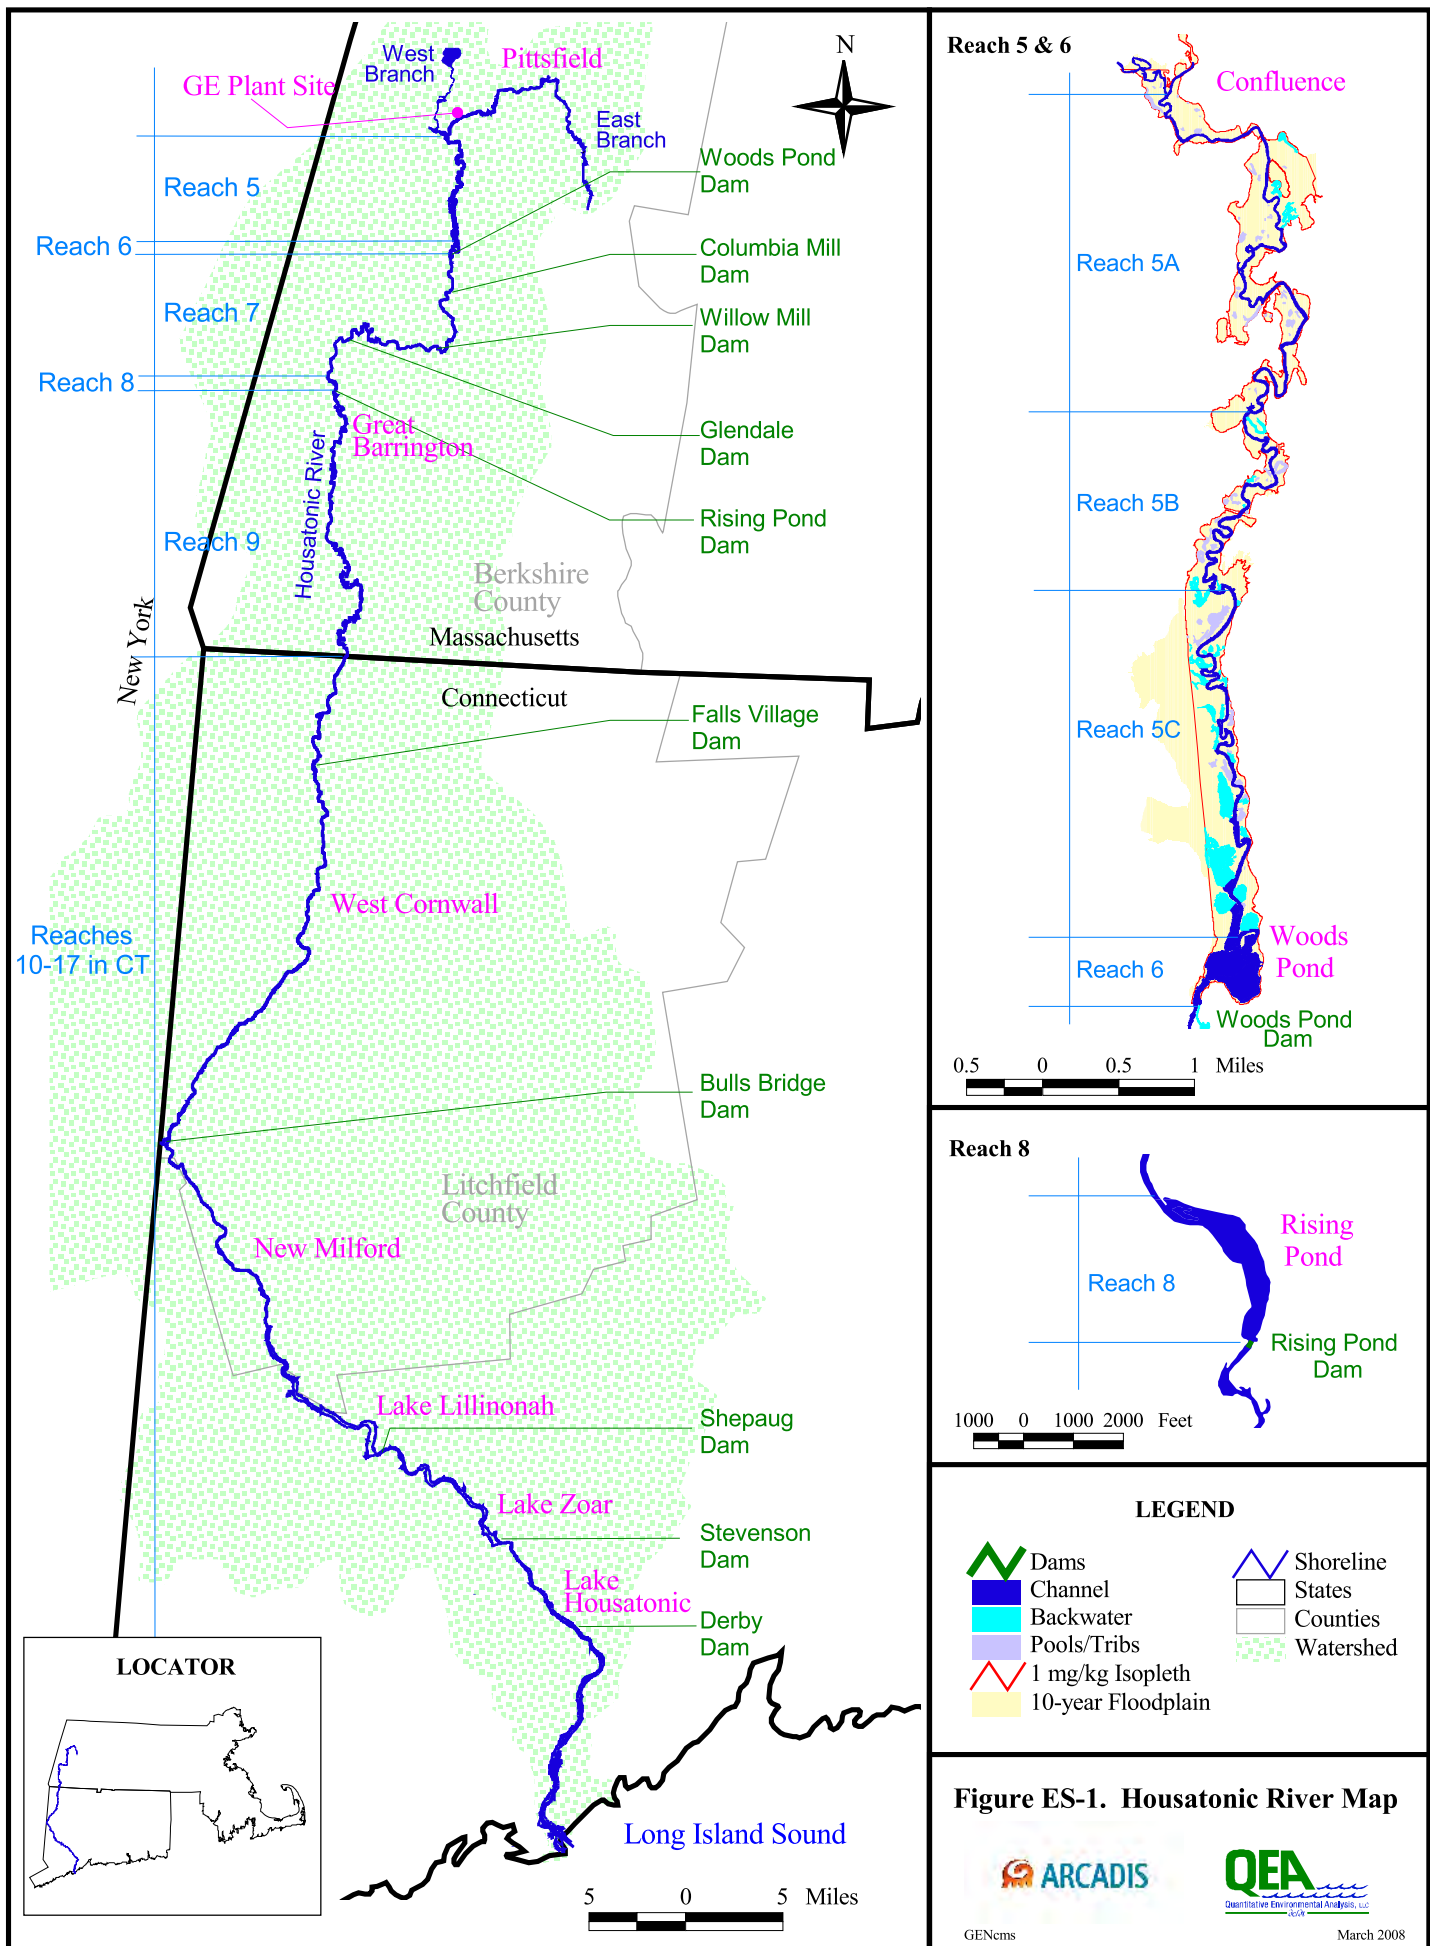 West
Branch
Pittsfield
GE Plant Site
East
Branch
N
Woods Pond
Dam
Reach 5
Reach 6
Columbia Mill
Dam
Reach 7
Willow Mill
Dam
Reach 8
Great
Barrington
Glendale
Dam
Housatonic River
Rising Pond
Dam
Reach 9
Berkshire
County
New York
Massachusetts
Connecticut
Falls Village
Dam
West Cornwall
Reaches
10-17 in CT
Bulls Bridge
Dam
Litchfield
County
New Milford
Lake Lillinonah
Shepaug
Dam
Lake Zoar
Stevenson
Dam
Lake
Housatonic
Derby
Dam
LOCATOR
Long Island Sound
5 0 5 Miles
Reach 5 & 6
Confluence
Reach 5A
Reach 5B
Reach 5C
Woods
Pond
Reach 6
Woods Pond
Dam
0.5 0 0.5 1 Miles
Reach 8
Rising
Pond
Reach 8
Rising Pond
Dam
1000 0 1000 2000 Feet
LEGEND
Dams
Channel
Backwater
Pools/Tribs
1 mg/kg Isopleth
10-year Floodplain
Shoreline
States
Counties
Watershed
Figure ES-1. Housatonic River Map
ARCADIS
QEA
Quantitative Environmental Analysis, LLC
GENcms
March 2008